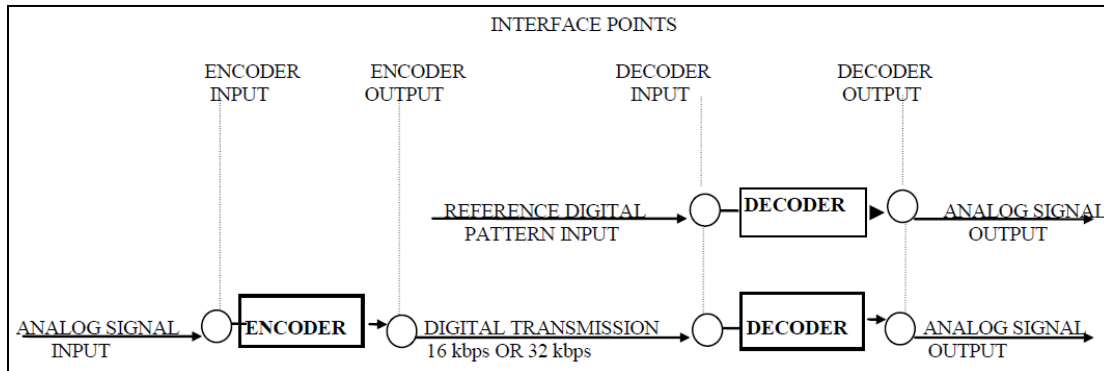 INTERFACE POINTS
ENCODER INPUT
ENCODER OUTPUT
DECODER INPUT
DECODER OUTPUT
REFERENCE DIGITAL PATTERN INPUT
DECODER
ANALOG SIGNAL OUTPUT
ANALOG SIGNAL INPUT
ENCODER
DIGITAL TRANSMISSION
16 kbps OR 32 kbps
DECODER
ANALOG SIGNAL OUTPUT